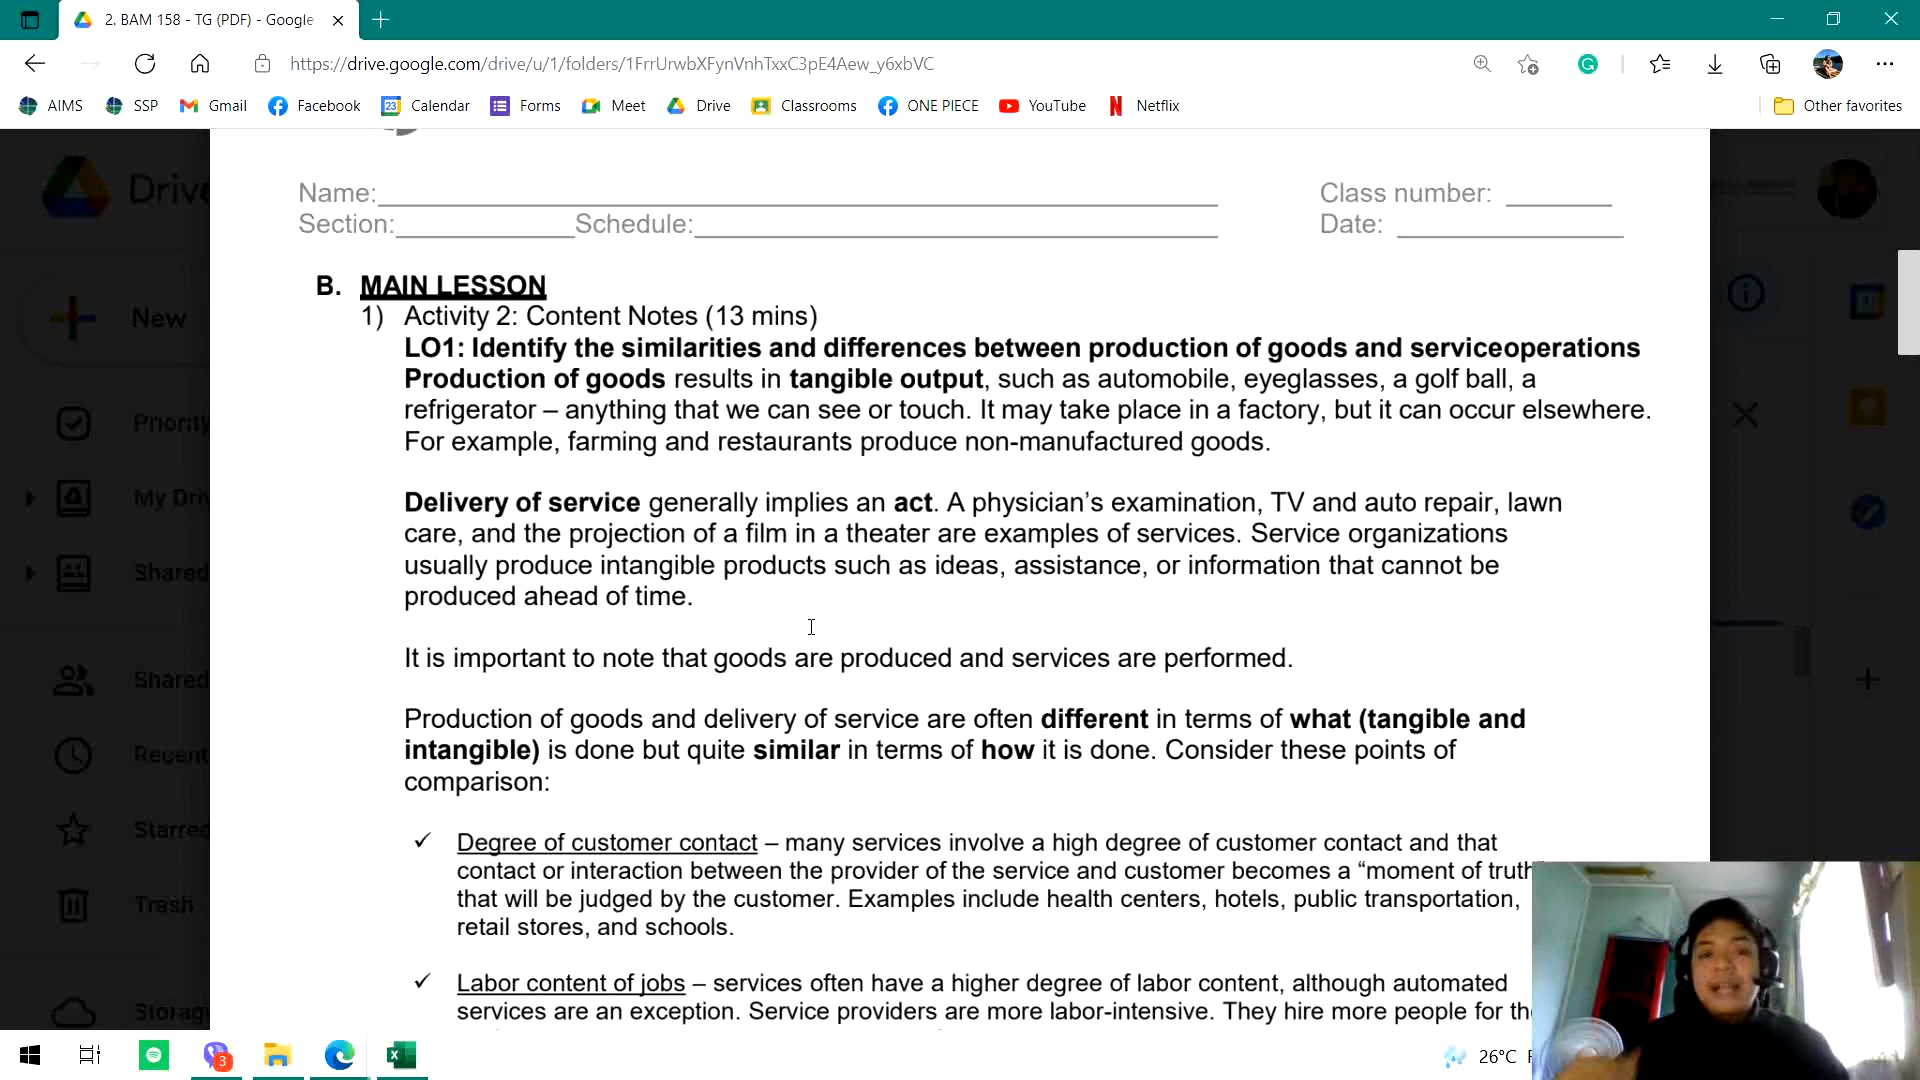 2. BAM 158 - TG (PDF) - Google
https://drive.google.com/drive/u/1/folders/1FrrUrwbXFynVnhTxxC3pE4Aew_y6xbVC
AIMS SSP Gmail Facebook 23 Calendar Forms Meet Drive Classrooms ONE PIECE YouTube Netflix Other favorites
Drive
New
Priority
My Driv
Shared
Shared
Recent
Starred
Trash
Storag
Name: Class number:
Section: Schedule: Date:
B. MAIN LESSON
1) Activity 2: Content Notes (13 mins)
LO1: Identify the similarities and differences between production of goods and serviceoperations
Production of goods results in tangible output, such as automobile, eyeglasses, a golf ball, a
refrigerator – anything that we can see or touch. It may take place in a factory, but it can occur elsewhere.
For example, farming and restaurants produce non-manufactured goods.
Delivery of service generally implies an act. A physician’s examination, TV and auto repair, lawn
care, and the projection of a film in a theater are examples of services. Service organizations
usually produce intangible products such as ideas, assistance, or information that cannot be
produced ahead of time.
It is important to note that goods are produced and services are performed.
Production of goods and delivery of service are often different in terms of what (tangible and
intangible) is done but quite similar in terms of how it is done. Consider these points of
comparison:
✓ Degree of customer contact – many services involve a high degree of customer contact and that
contact or interaction between the provider of the service and customer becomes a “moment of truth
that will be judged by the customer. Examples include health centers, hotels, public transportation,
retail stores, and schools.
✓ Labor content of jobs – services often have a higher degree of labor content, although automated
services are an exception. Service providers are more labor-intensive. They hire more people for th
3
26°C